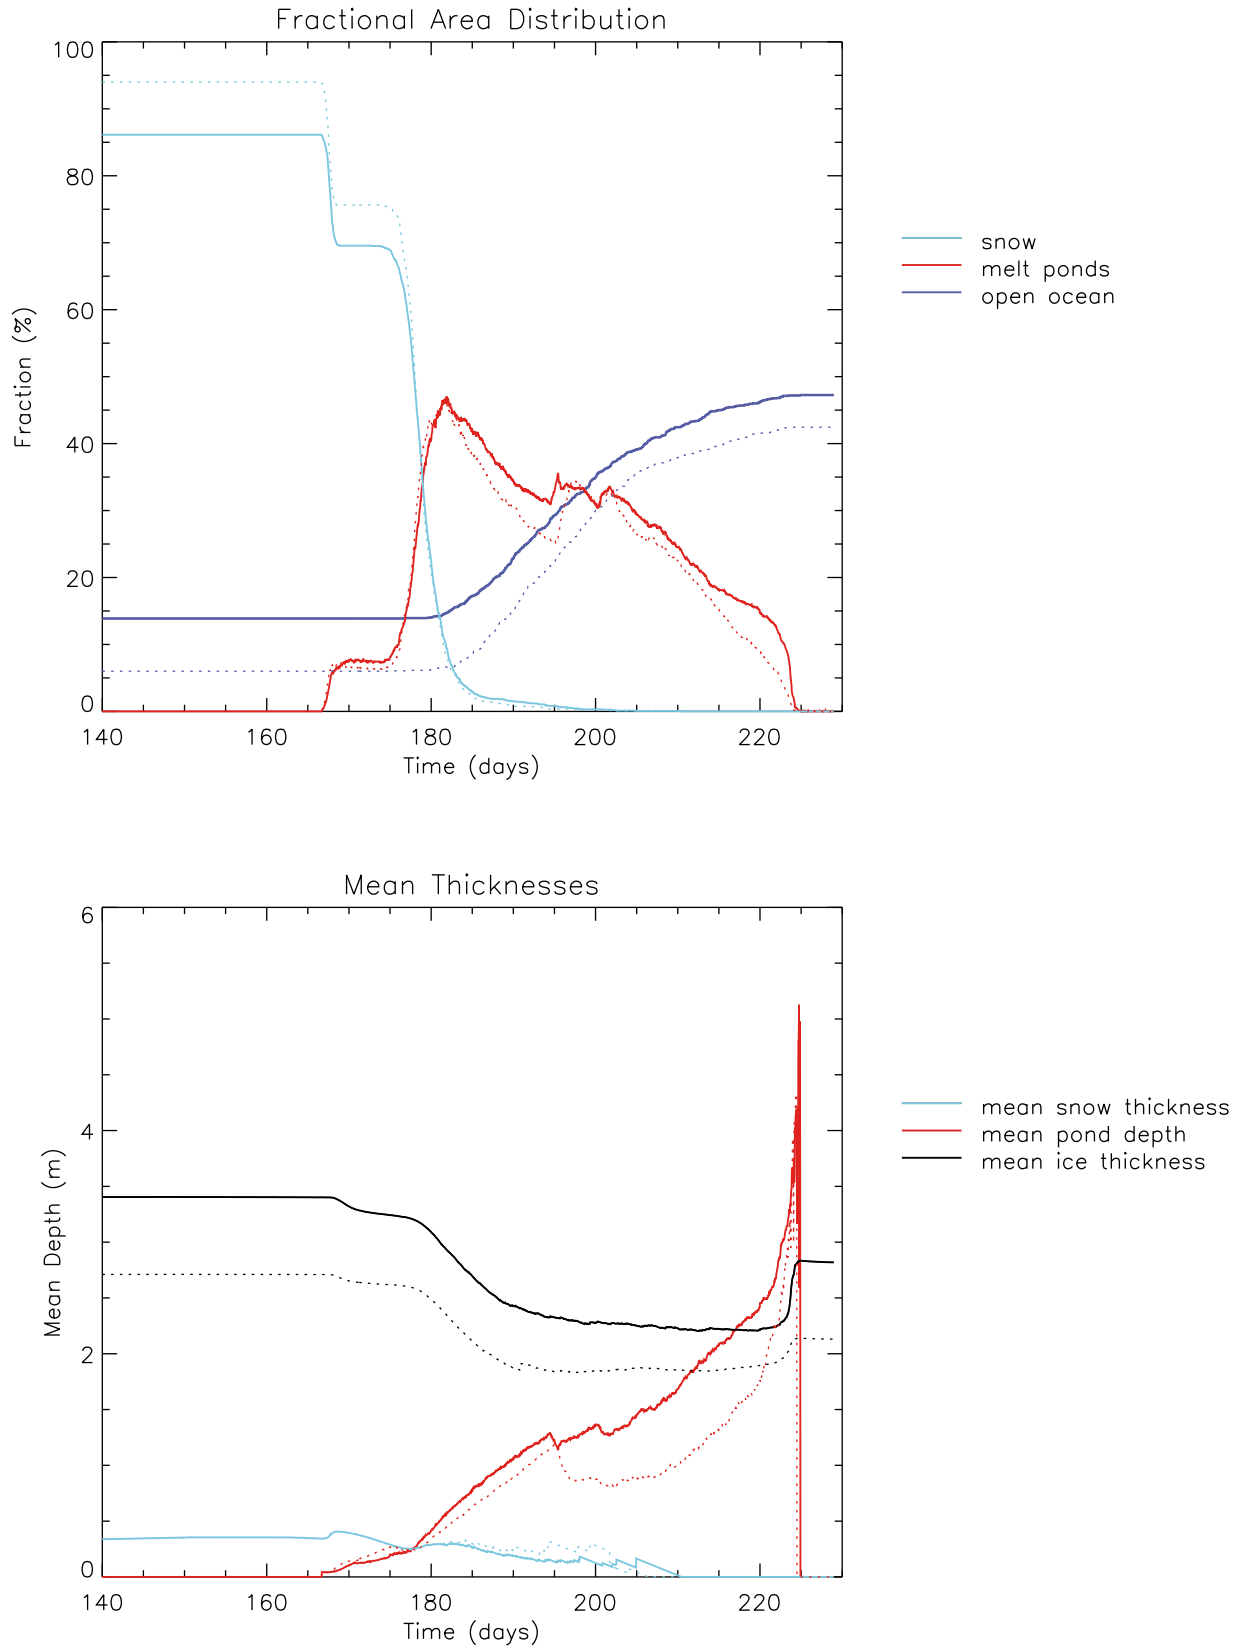 Fractional Area Distribution
100
80
60
40
20
0
Fraction (%)
140 160 180 200 220
Time (days)
snow
melt ponds
open ocean
Mean Thicknesses
6
4
2
0
Mean Depth (m)
140 160 180 200 220
Time (days)
mean snow thickness
mean pond depth
mean ice thickness